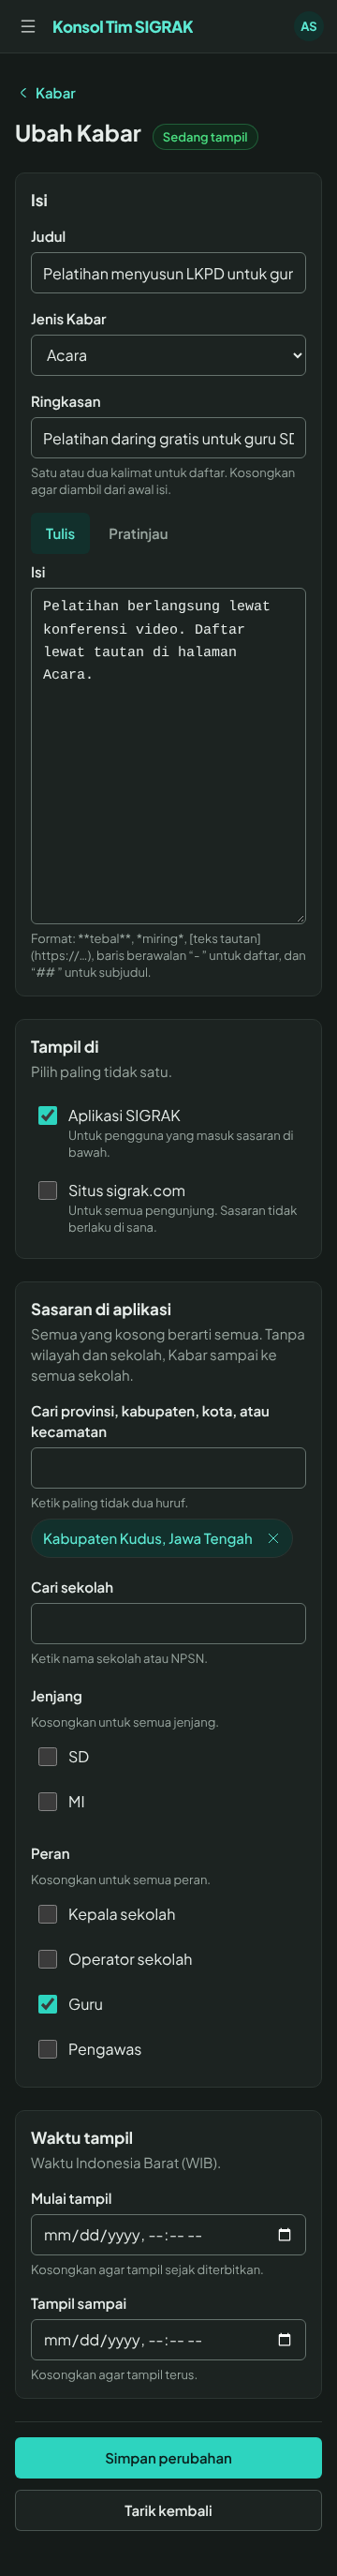 Konsol Tim SIGRAK
AS
Kabar
Ubah Kabar
Sedang tampil
Isi
Judul
Pelatihan menyusun LKPD untuk gur
Jenis Kabar
Acara
Ringkasan
Pelatihan daring gratis untuk guru SD
Satu atau dua kalimat untuk daftar. Kosongkan
agar diambil dari awal isi.
Tulis
Pratinjau
Isi
Pelatihan berlangsung lewat
konferensi video. Daftar
lewat tautan di halaman
Acara.
Format: **tebal**, *miring*, [teks tautan]
(https://…), baris berawalan “- ” untuk daftar, dan
“## ” untuk subjudul.
Tampil di
Pilih paling tidak satu.
Aplikasi SIGRAK
Untuk pengguna yang masuk sasaran di
bawah.
Situs sigrak.com
Untuk semua pengunjung. Sasaran tidak
berlaku di sana.
Sasaran di aplikasi
Semua yang kosong berarti semua. Tanpa
wilayah dan sekolah, Kabar sampai ke
semua sekolah.
Cari provinsi, kabupaten, kota, atau
kecamatan
Ketik paling tidak dua huruf.
Kabupaten Kudus, Jawa Tengah
Cari sekolah
Ketik nama sekolah atau NPSN.
Jenjang
Kosongkan untuk semua jenjang.
SD
MI
Peran
Kosongkan untuk semua peran.
Kepala sekolah
Operator sekolah
Guru
Pengawas
Waktu tampil
Waktu Indonesia Barat (WIB).
Mulai tampil
mm/dd/yyyy, --:-- --
Kosongkan agar tampil sejak diterbitkan.
Tampil sampai
mm/dd/yyyy, --:-- --
Kosongkan agar tampil terus.
Simpan perubahan
Tarik kembali